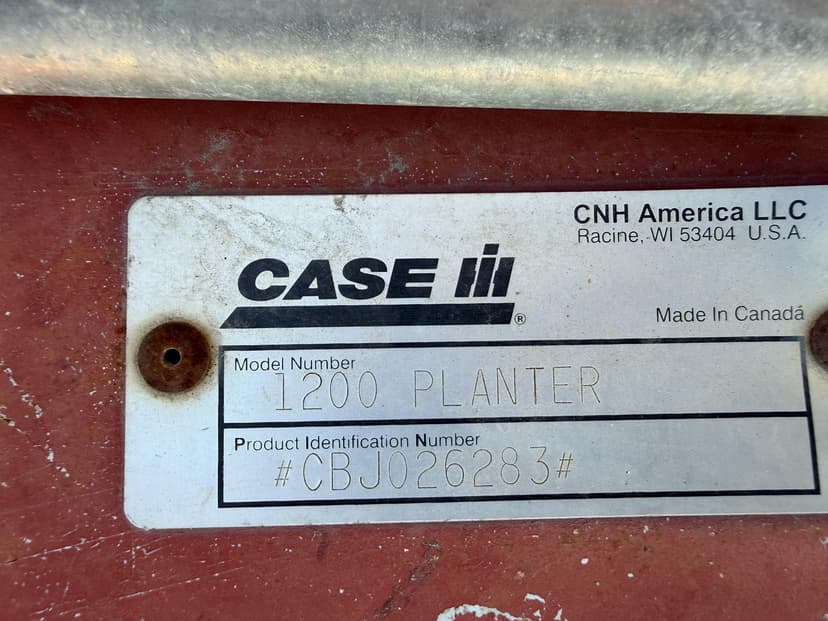 CNH America LLC
Racine, WI 53404 U.S.A.
CASE IH
®
Made In Canada
Model Number
1200 PLANTER
Product Identification Number
#CBJ026283#